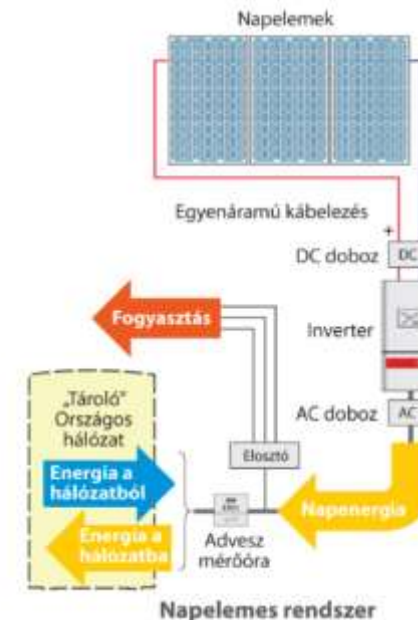 Napelemek
Egyenáramú kábelezés
+
DC doboz
DC
Fogyasztás
Inverter
„Tároló”
Országos
hálózat
AC doboz
AC
Elosztó
Energia a
hálózatból
Napenergia
Energia a
hálózatba
Advesz
mérőóra
Napelemes rendszer